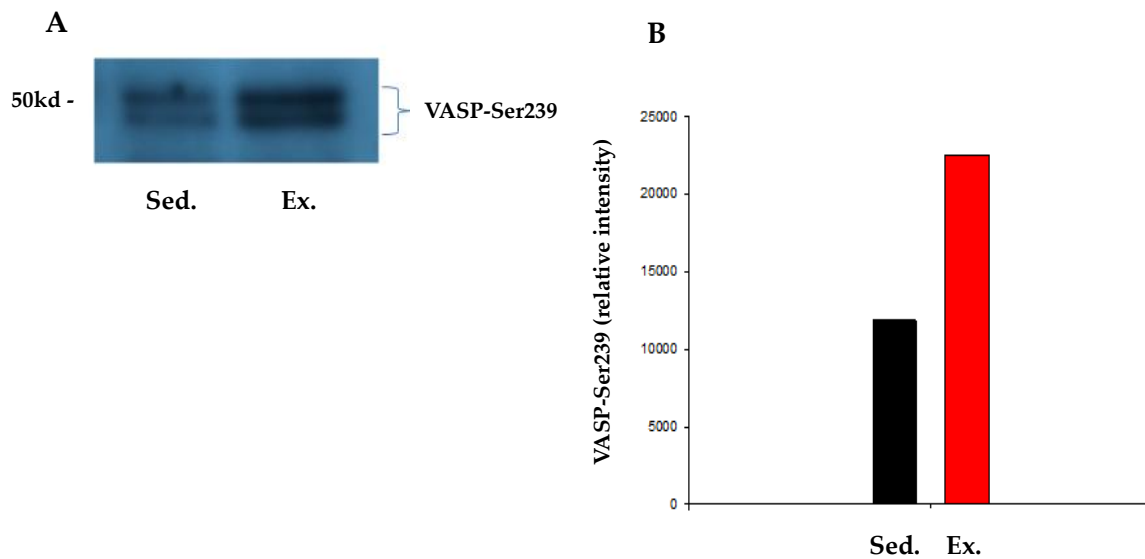 A
50kd -
VASP-Ser239
Sed. Ex.
B
VASP-Ser239 (relative intensity)
25000
20000
15000
10000
5000
0
Sed. Ex.